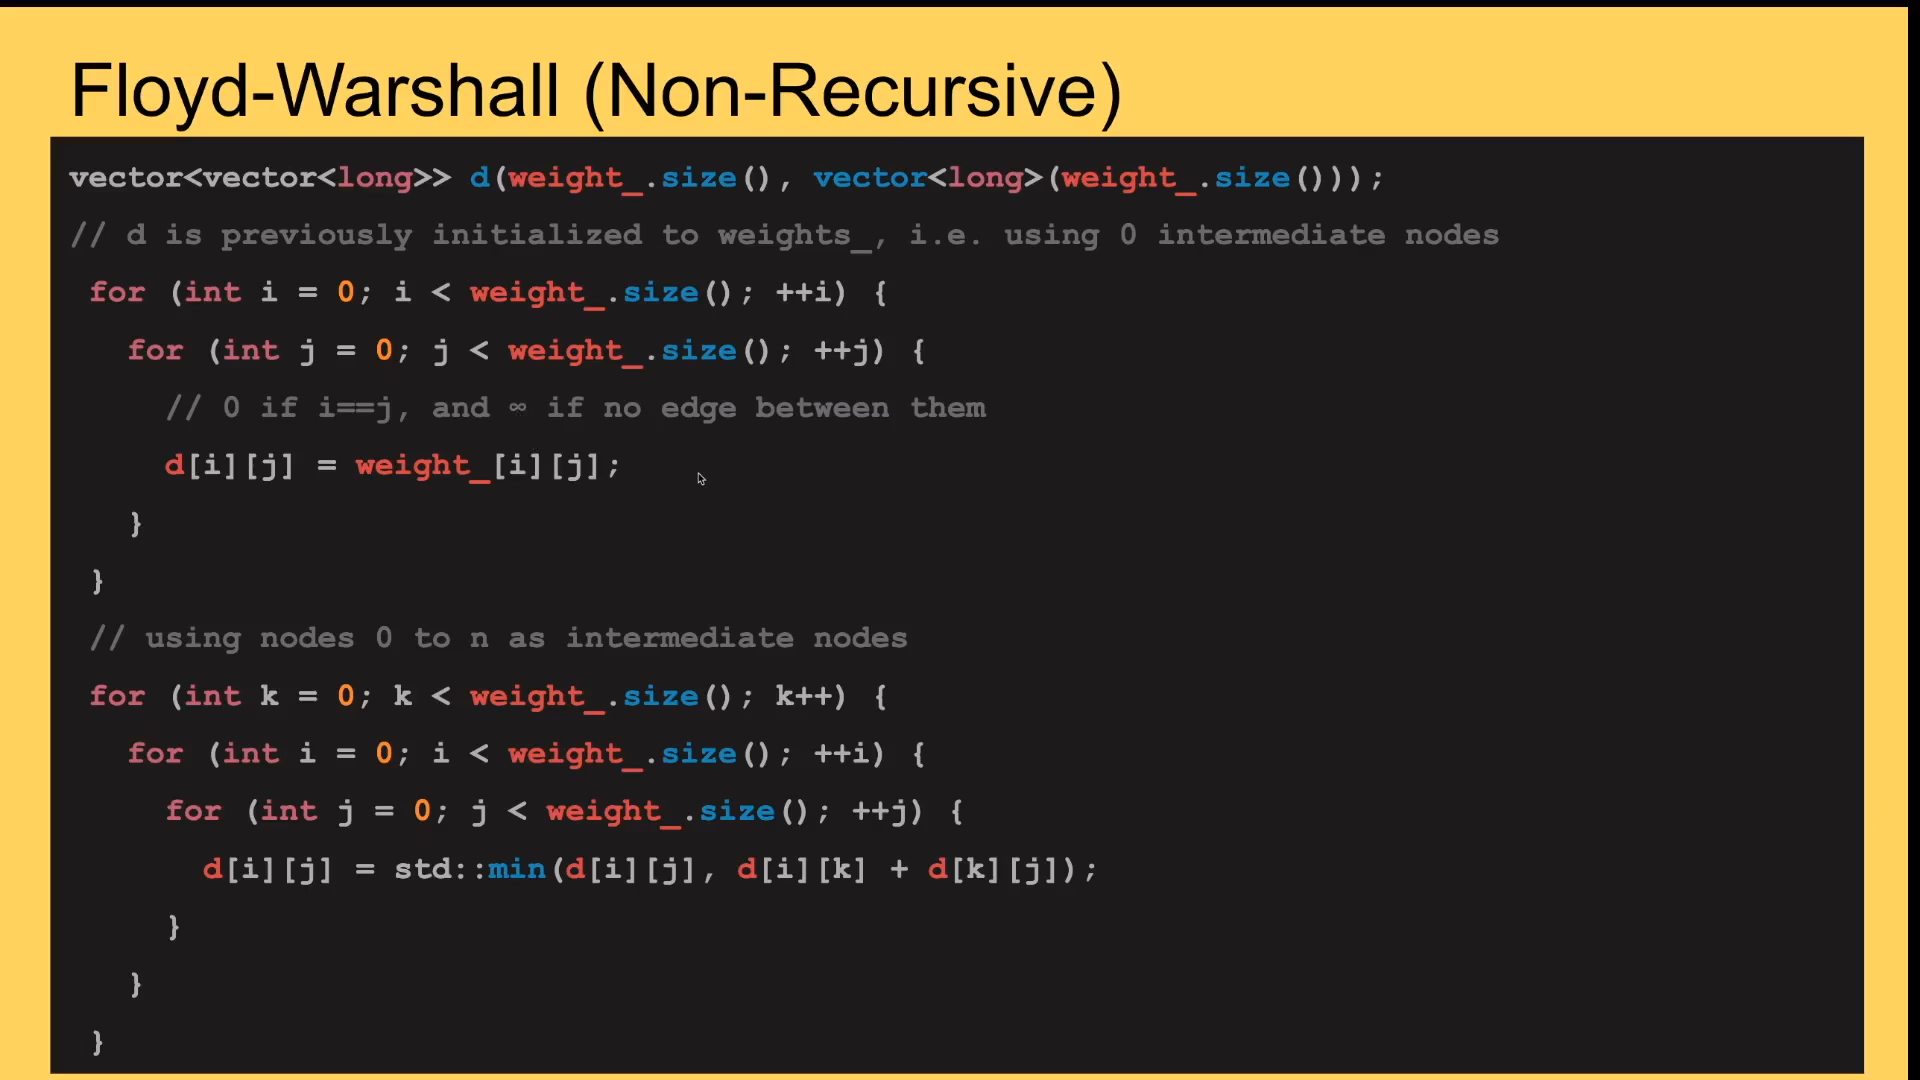 Floyd-Warshall (Non-Recursive)
vector<vector<long>> d(weight_.size(), vector<long>(weight_.size()));
// d is previously initialized to weights_, i.e. using 0 intermediate nodes
for (int i = 0; i < weight_.size(); ++i) {
for (int j = 0; j < weight_.size(); ++j) {
// 0 if i==j, and ∞ if no edge between them
d[i][j] = weight_[i][j];
}
}
// using nodes 0 to n as intermediate nodes
for (int k = 0; k < weight_.size(); k++) {
for (int i = 0; i < weight_.size(); ++i) {
for (int j = 0; j < weight_.size(); ++j) {
d[i][j] = std::min(d[i][j], d[i][k] + d[k][j]);
}
}
}